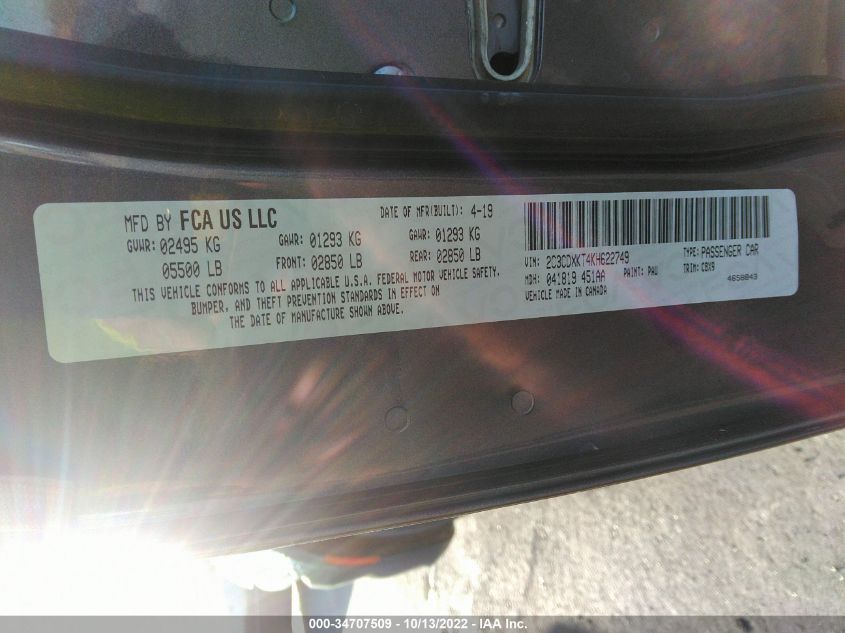 MFD BY FCA US LLC
DATE OF MFR(BUILT): 4-19
GVWR: 02495 KG GAWR: 01293 KG GAWR: 01293 KG
05500 LB FRONT: 02850 LB REAR: 02850 LB
THIS VEHICLE CONFORMS TO ALL APPLICABLE U.S.A. FEDERAL MOTOR VEHICLE SAFETY,
BUMPER, AND THEFT PREVENTION STANDARDS IN EFFECT ON
THE DATE OF MANUFACTURE SHOWN ABOVE.
VIN: 2C3CDXKT4KH622749 TYPE: PASSENGER CAR
MDH: 041819 451AA PAINT: PAU TRIM: CBX9
VEHICLE MADE IN CANADA 4658843
000-34707509 - 10/13/2022 - IAA Inc.